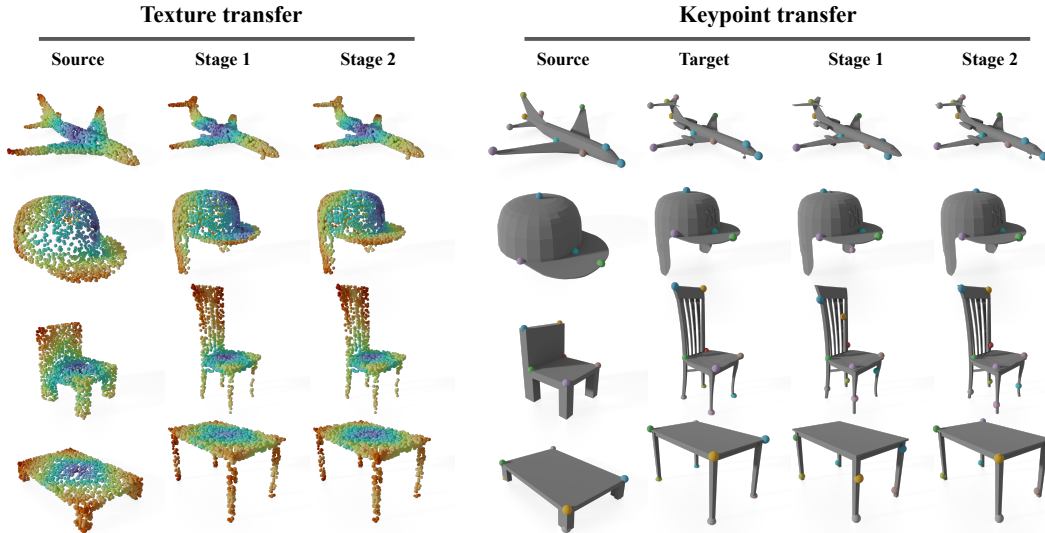 Texture transfer
Keypoint transfer
Source Stage 1 Stage 2
Source Target Stage 1 Stage 2